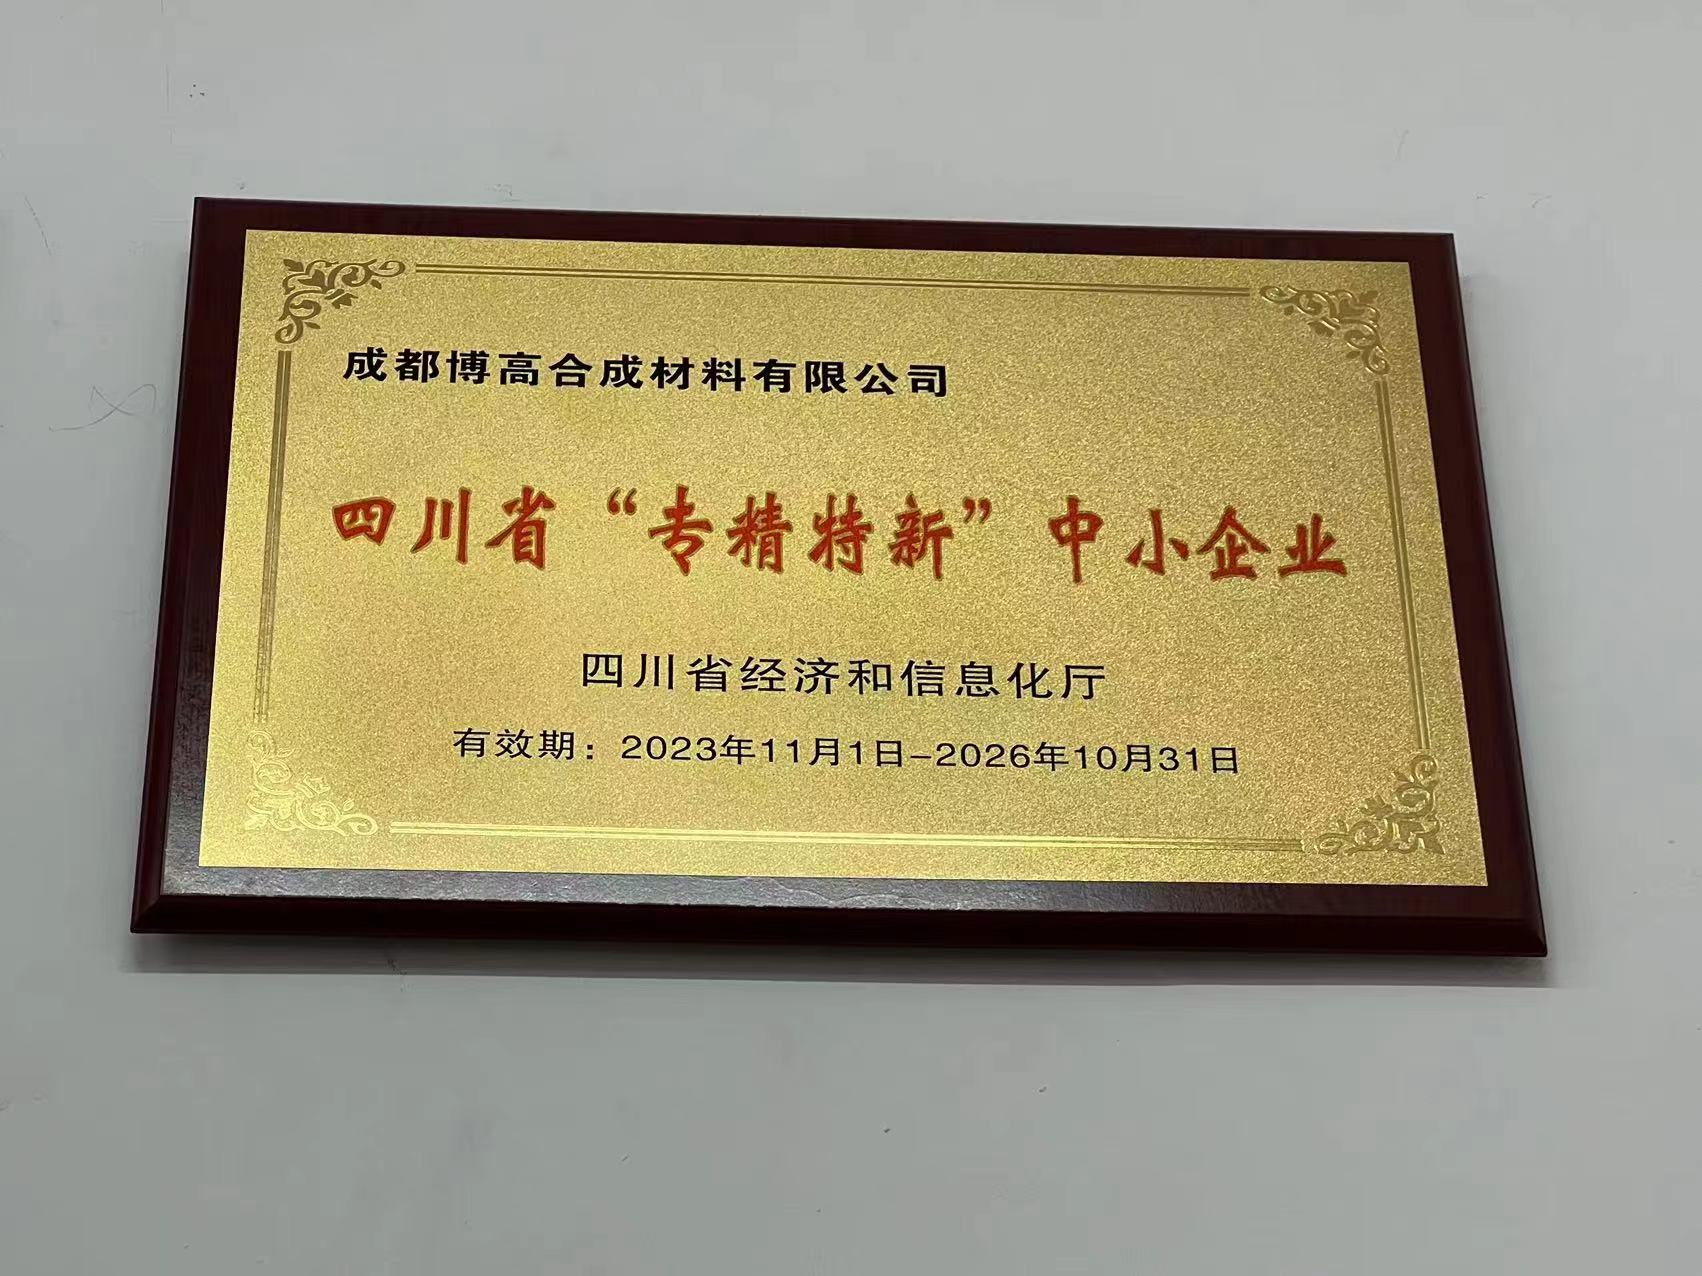 成都博高合成材料有限公司
四川省“专精特新”中小企业
四川省经济和信息化厅
有效期：2023年11月1日-2026年10月31日